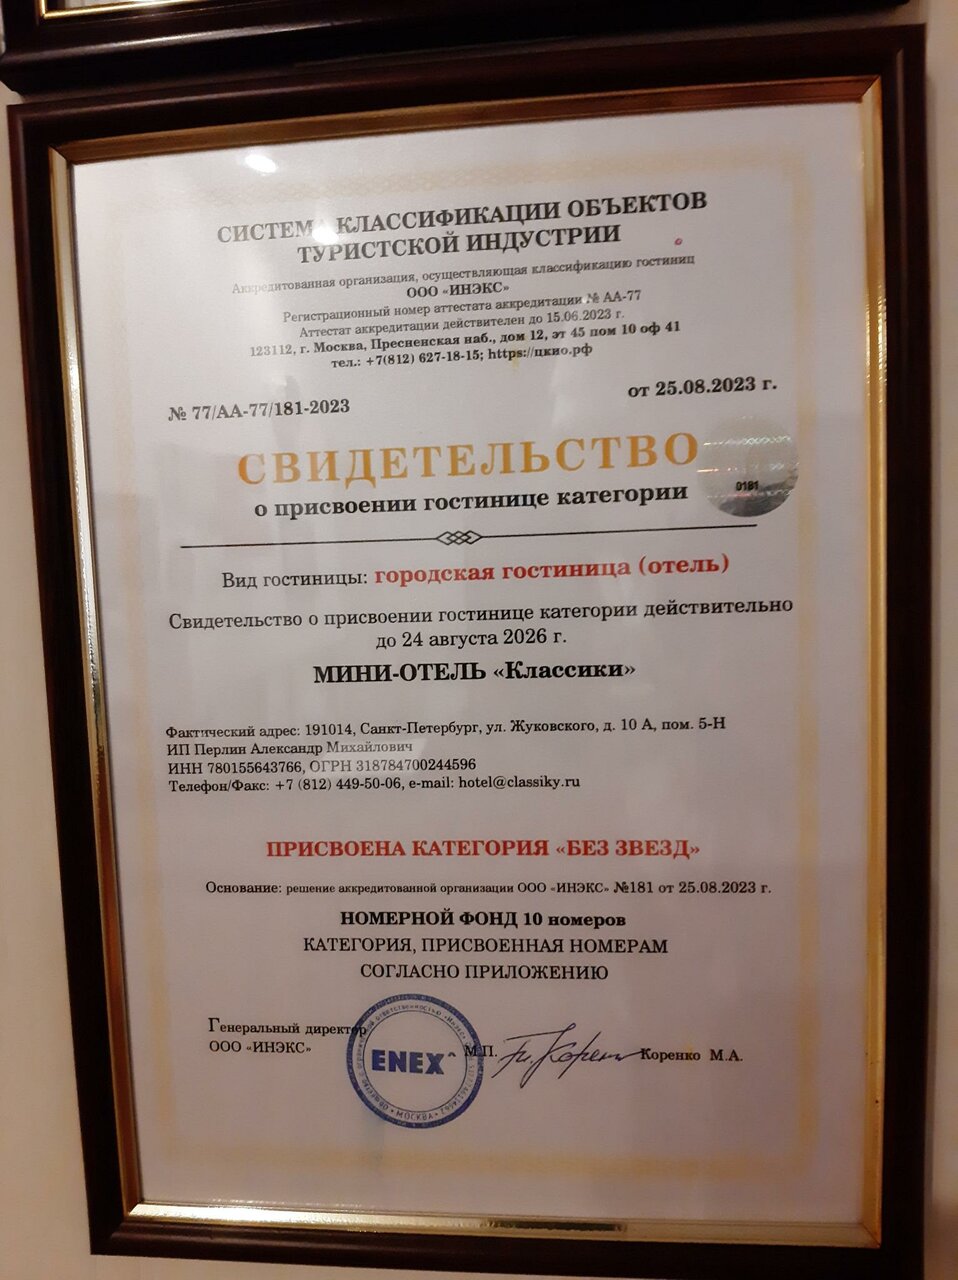 СИСТЕМА КЛАССИФИКАЦИИ ОБЪЕКТОВ
ТУРИСТСКОЙ ИНДУСТРИИ
Аккредитованная организация, осуществляющая классификацию гостиниц
ООО «ИНЭКС»
Регистрационный номер аттестата аккредитации № АА-77
Аттестат аккредитации действителен до 15.06.2023 г.
123112, г. Москва, Пресненская наб., дом 12, эт 45 пом 10 оф 41
тел.: +7(812) 627-18-15; https://цкио.рф
от 25.08.2023 г.
№ 77/АА-77/181-2023
СВИДЕТЕЛЬСТВО
0181
о присвоении гостинице категории
Вид гостиницы: городская гостиница (отель)
Свидетельство о присвоении гостинице категории действительно
до 24 августа 2026 г.
МИНИ-ОТЕЛЬ «Классики»
Фактический адрес: 191014, Санкт-Петербург, ул. Жуковского, д. 10 А, пом. 5-Н
ИП Перлин Александр Михайлович
ИНН 780155643766, ОГРН 318784700244596
Телефон/Факс: +7 (812) 449-50-06, e-mail: hotel@classiky.ru
ПРИСВОЕНА КАТЕГОРИЯ «БЕЗ ЗВЕЗД»
Основание: решение аккредитованной организации ООО «ИНЭКС» №181 от 25.08.2023 г.
НОМЕРНОЙ ФОНД 10 номеров
КАТЕГОРИЯ, ПРИСВОЕННАЯ НОМЕРАМ
СОГЛАСНО ПРИЛОЖЕНИЮ
Генеральный директор
ООО «ИНЭКС»
ENEX
МОСКВА
М.П.
Коренко М.А.